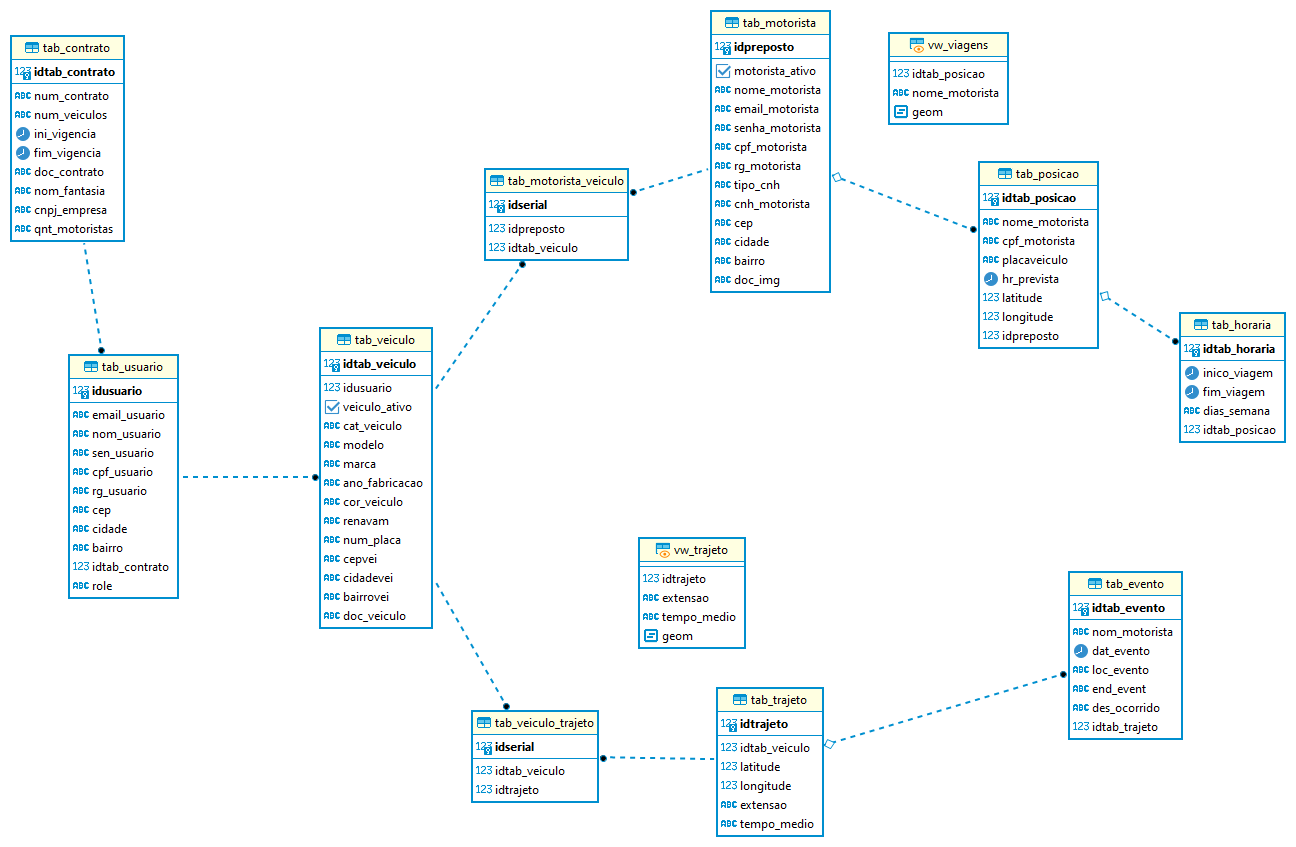 tab_contrato
123 idtab_contrato
ABC num_contrato
ABC num_veiculos
ini_vigencia
fim_vigencia
ABC doc_contrato
ABC nom_fantasia
ABC cnpj_empresa
ABC qnt_motoristas
tab_usuario
123 idusuario
ABC email_usuario
ABC nom_usuario
ABC sen_usuario
ABC cpf_usuario
ABC rg_usuario
ABC cep
ABC cidade
ABC bairro
123 idtab_contrato
ABC role
tab_veiculo
123 idtab_veiculo
123 idusuario
veiculo_ativo
ABC cat_veiculo
ABC modelo
ABC marca
ABC ano_fabricacao
ABC cor_veiculo
ABC renavam
ABC num_placa
ABC cepvei
ABC cidadevei
ABC bairrovei
ABC doc_veiculo
tab_motorista_veiculo
123 idserial
123 idpreposto
123 idtab_veiculo
tab_motorista
123 idpreposto
motorista_ativo
ABC nome_motorista
ABC email_motorista
ABC senha_motorista
ABC cpf_motorista
ABC rg_motorista
ABC tipo_cnh
ABC cnh_motorista
ABC cep
ABC cidade
ABC bairro
ABC doc_img
vw_viagens
123 idtab_posicao
ABC nome_motorista
geom
tab_posicao
123 idtab_posicao
ABC nome_motorista
ABC cpf_motorista
ABC placaveiculo
hr_prevista
123 latitude
123 longitude
123 idpreposto
tab_horaria
123 idtab_horaria
inico_viagem
fim_viagem
ABC dias_semana
123 idtab_posicao
vw_trajeto
123 idtrajeto
ABC extensao
ABC tempo_medio
geom
tab_veiculo_trajeto
123 idserial
123 idtab_veiculo
123 idtrajeto
tab_trajeto
123 idtrajeto
123 idtab_veiculo
123 latitude
123 longitude
ABC extensao
ABC tempo_medio
tab_evento
123 idtab_evento
ABC nom_motorista
dat_evento
ABC loc_evento
ABC end_event
ABC des_ocorrido
123 idtab_trajeto